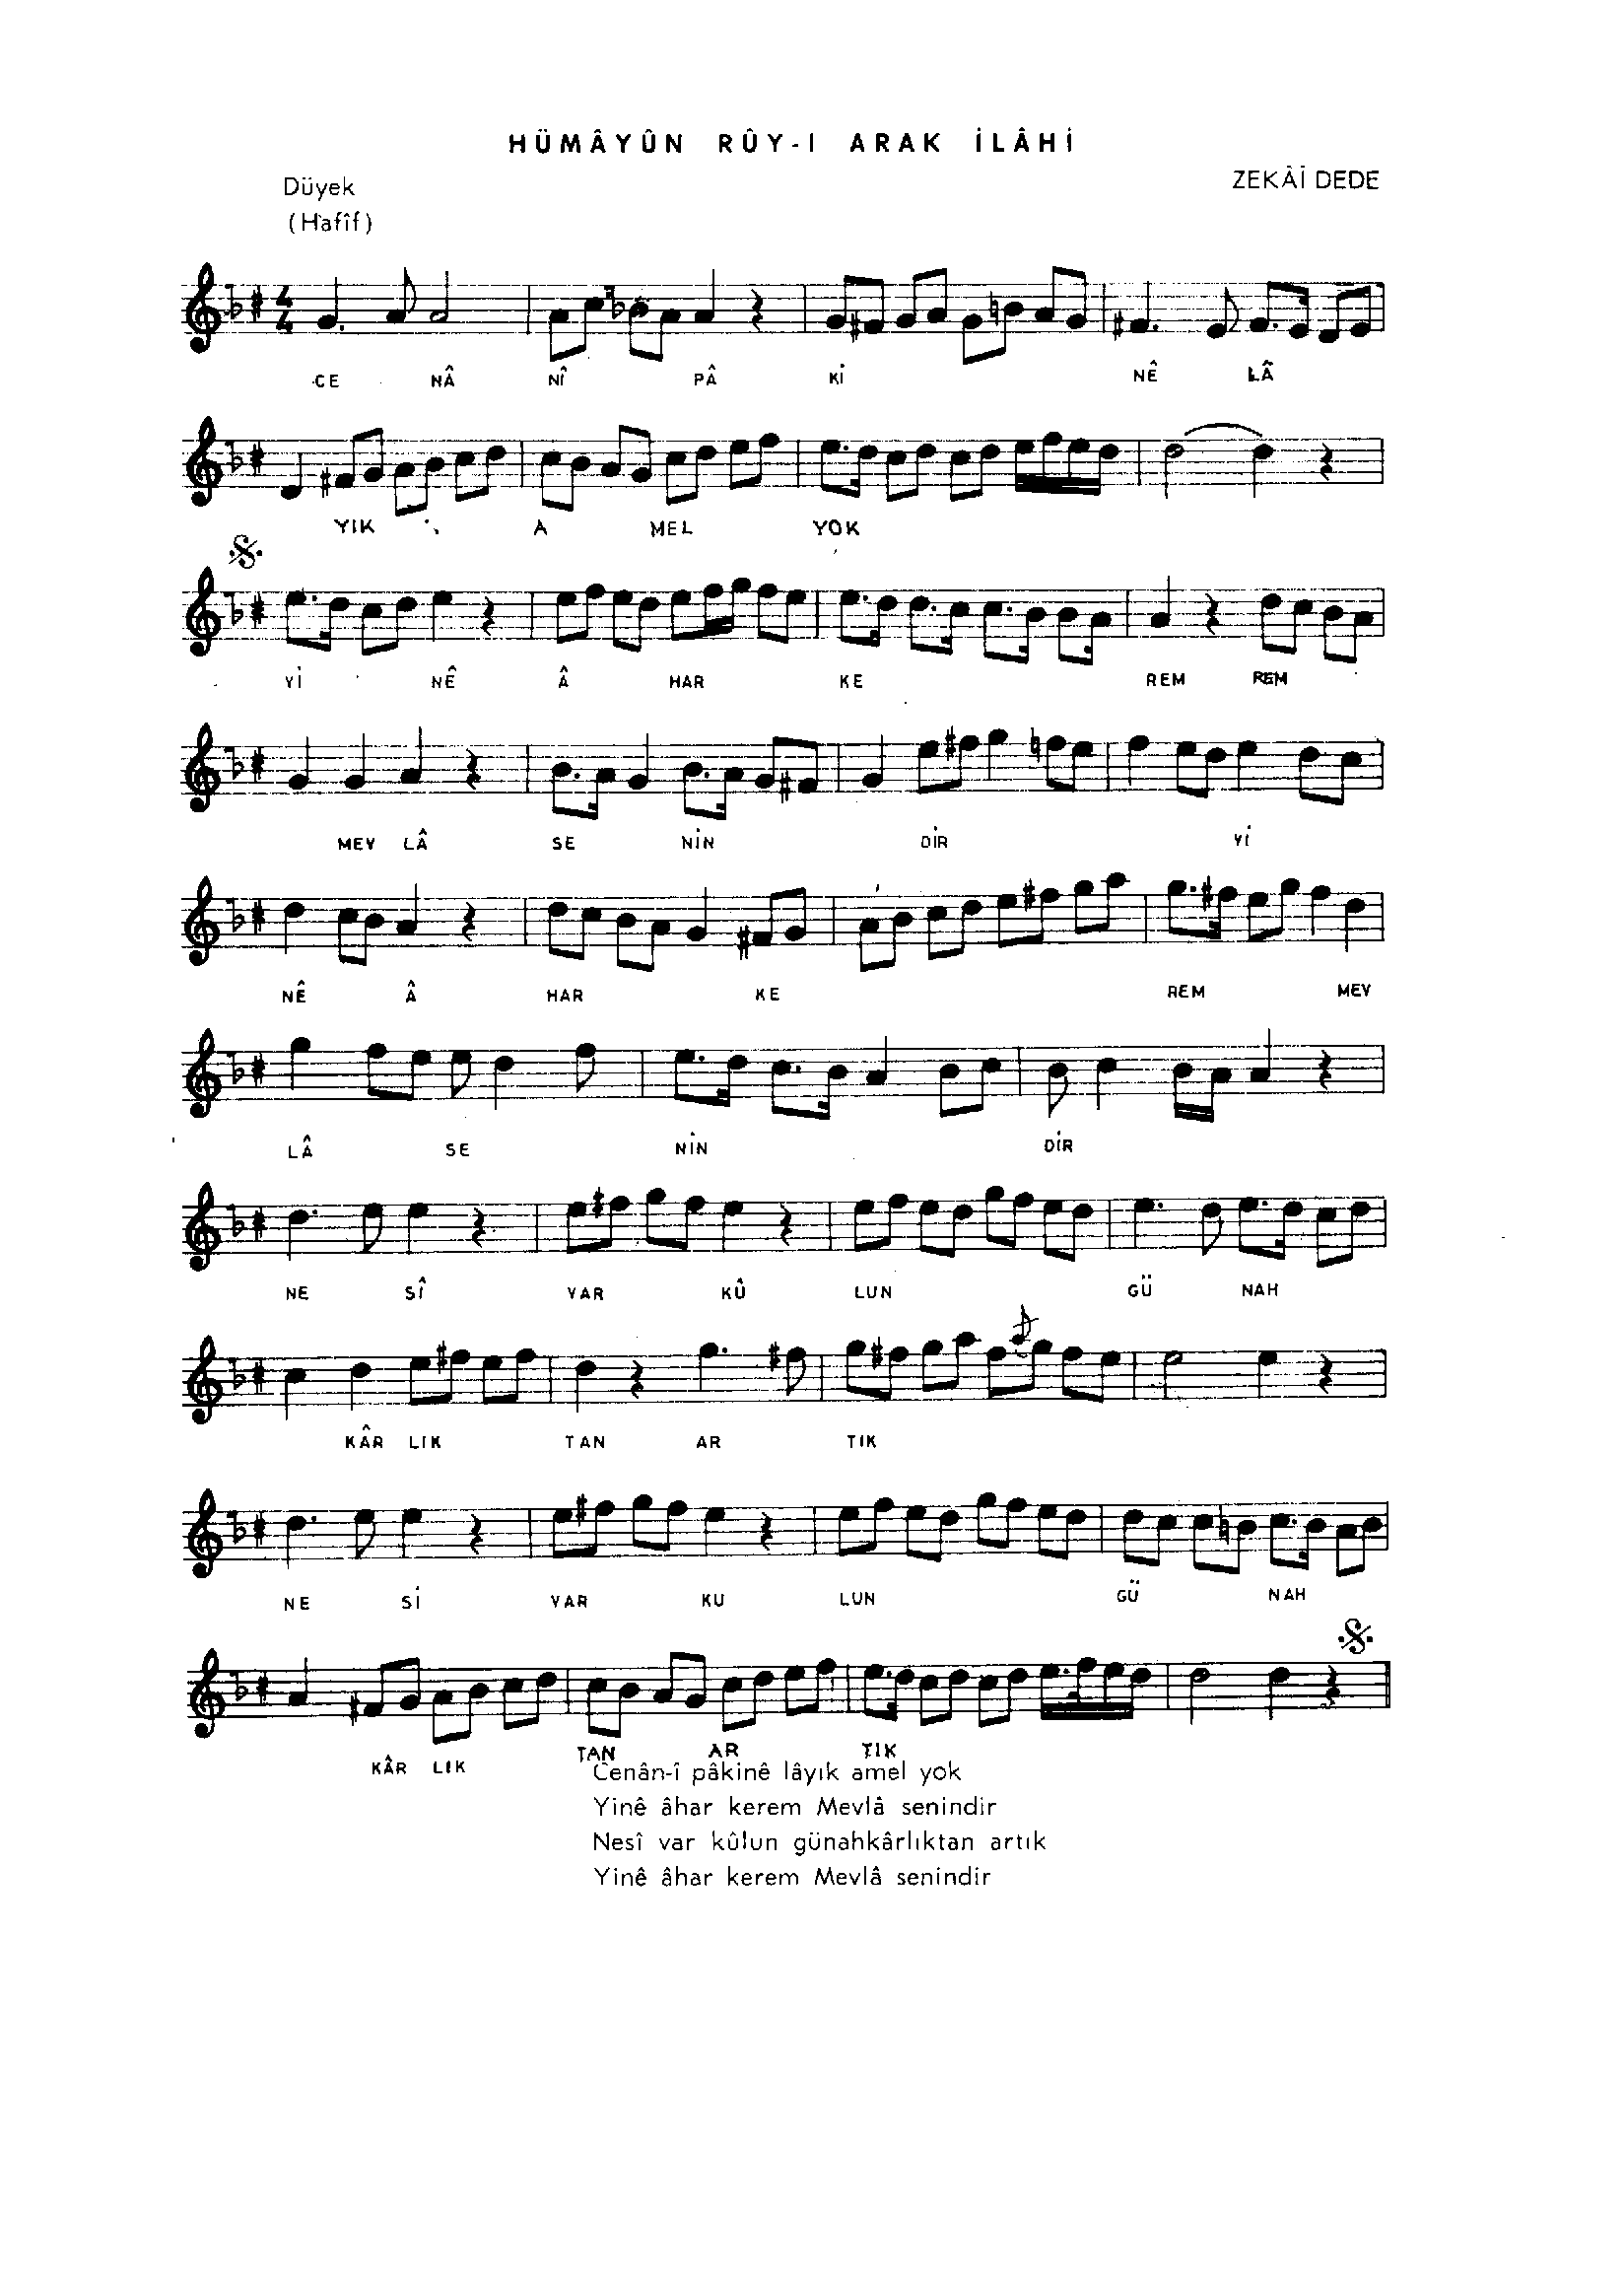 HÜMÂYÛN RÛY-I ARAK İLÂHİ
Düyek
ZEKÂİ DEDE
(Hafîf)
4
4
CE NÂ NÎ PÂ Kİ NÊ LÂ
YIK A MEL YOK
Yİ NÊ Â HAR KE REM REM
MEV LÂ SE NİN DİR Yİ
NÊ Â HAR KE REM MEV
LÂ SE NİN DİR
NE SÎ VAR KÛ LUN GÜ NAH
KÂR LIK TAN AR TIK
NE Sİ VAR KU LUN GÜ NAH
KÂR LIK TAN AR TIK
Cenân-î pâkinê lâyık amel yok
Yinê âhar kerem Mevlâ senindir
Nesî var kûlun günahkârlıktan artık
Yinê âhar kerem Mevlâ senindir